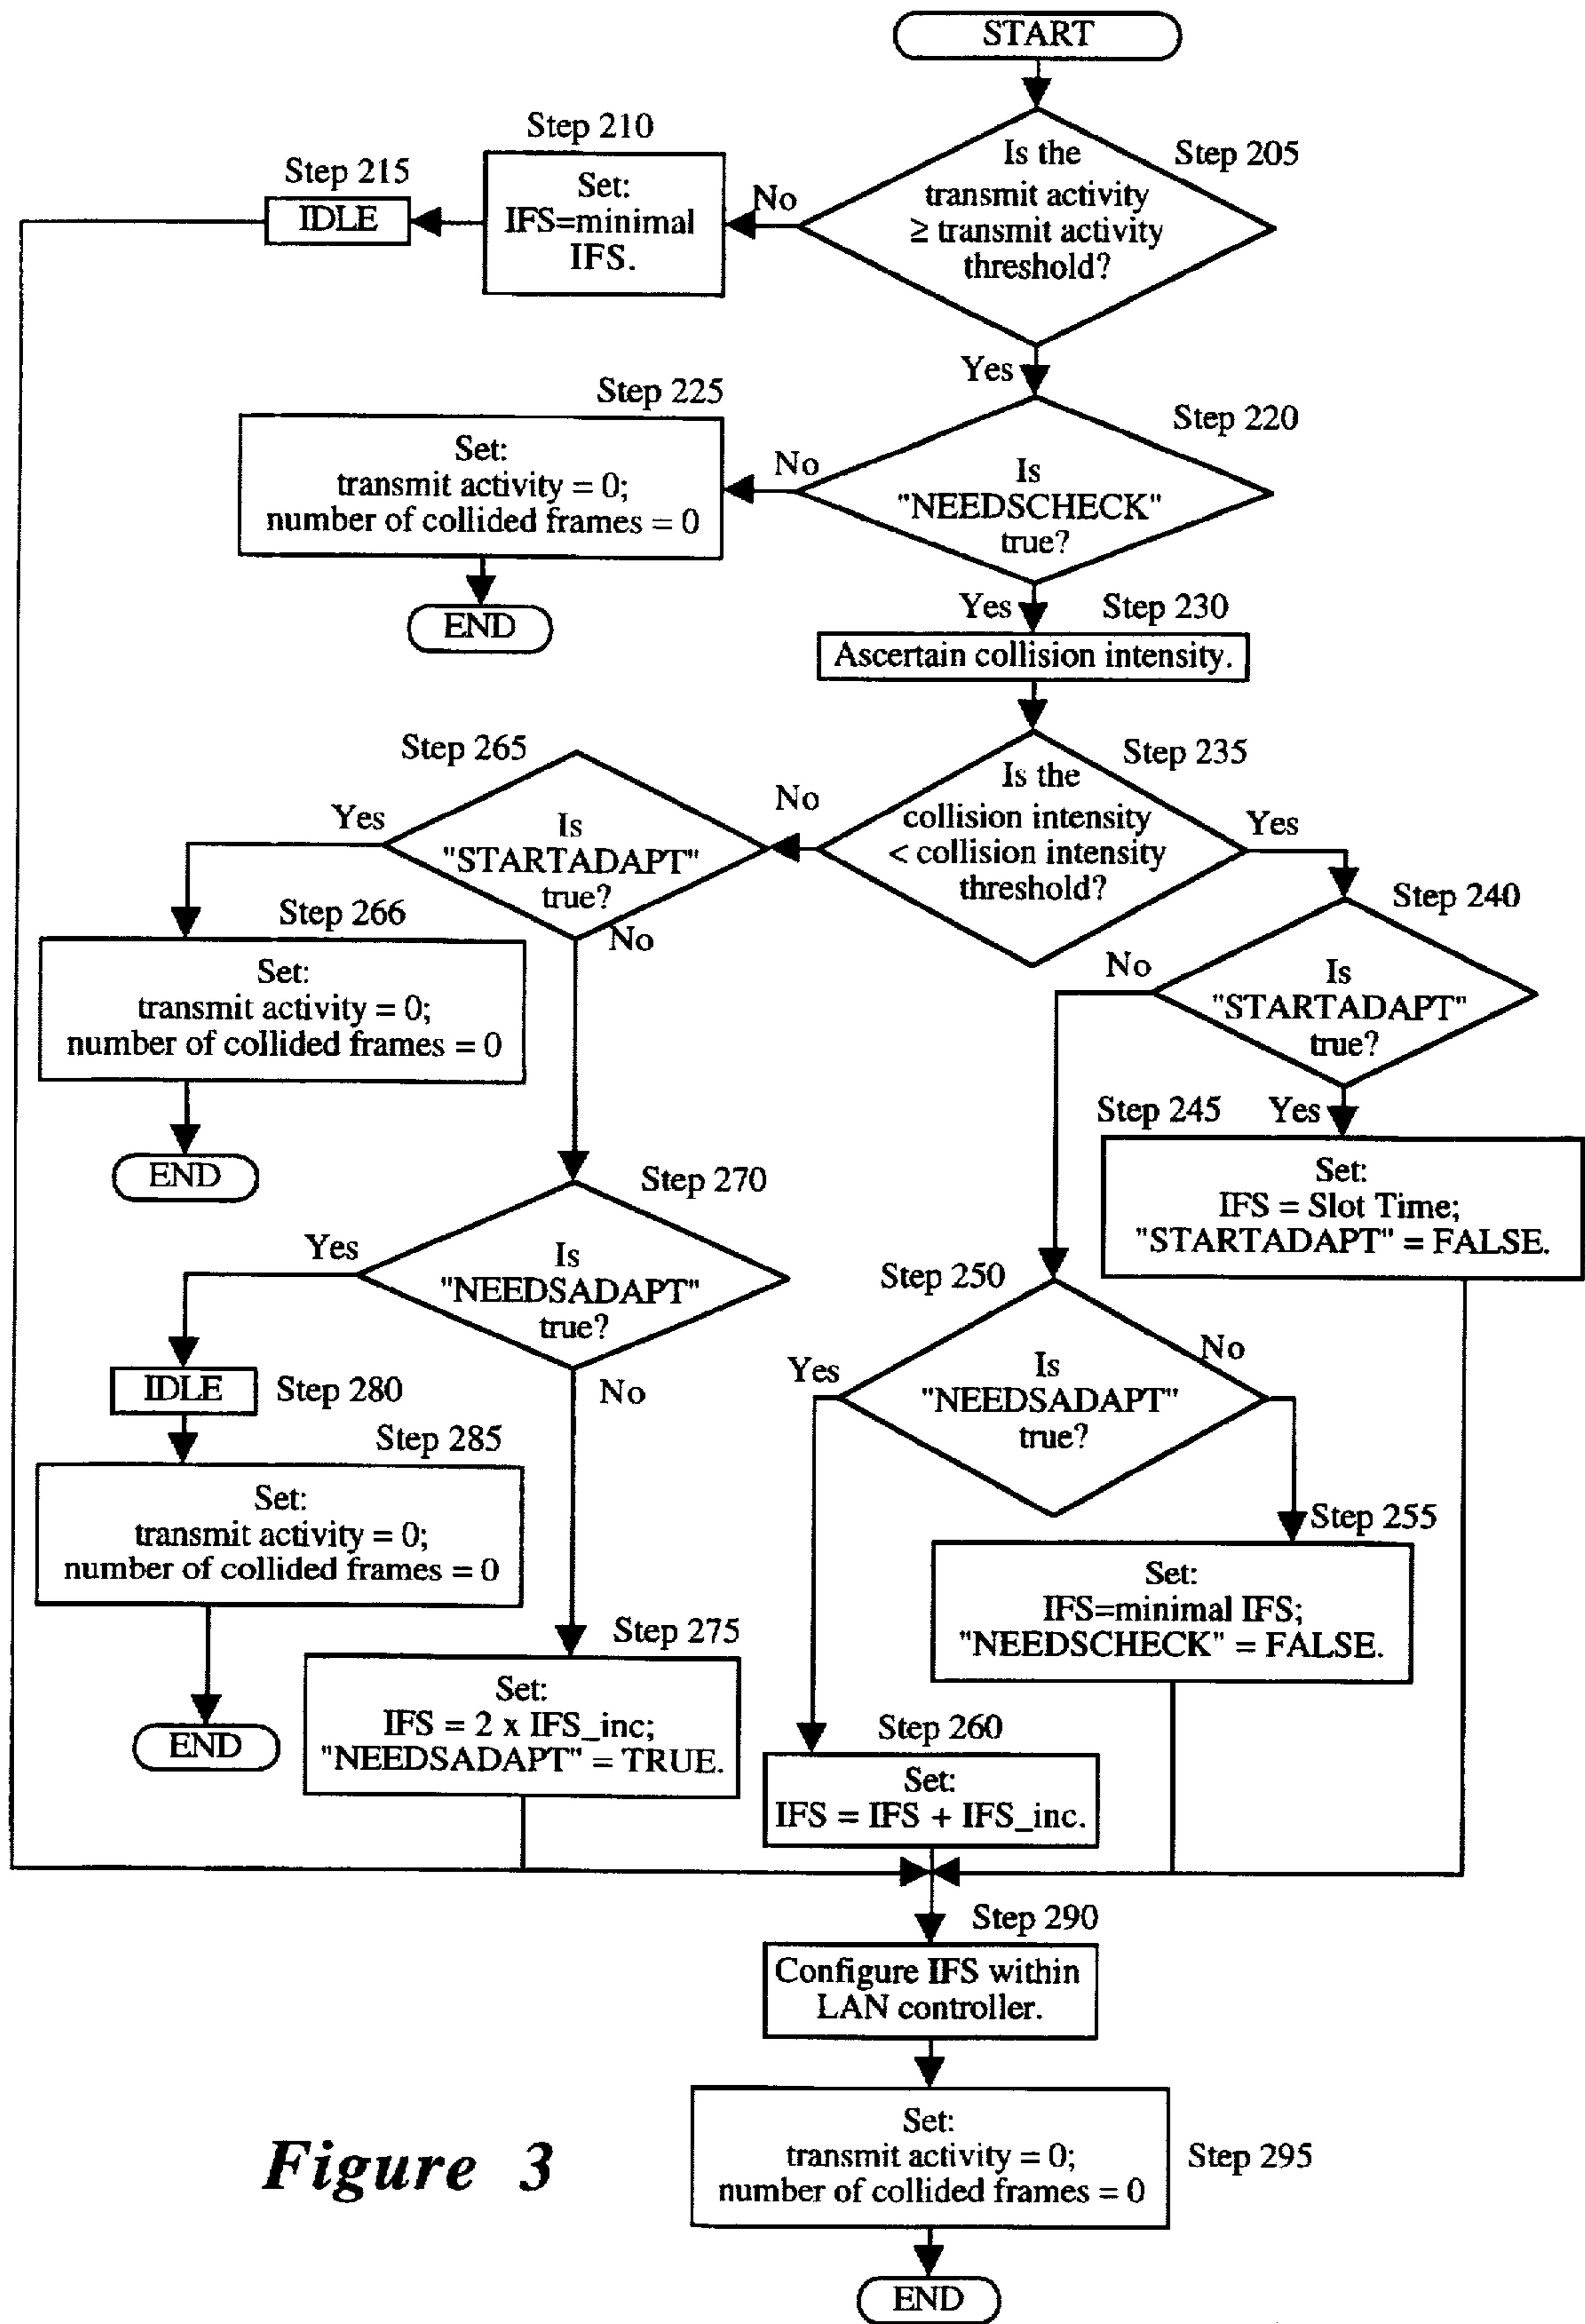 START
Step 205
Is the
transmit activity
≥ transmit activity
threshold?
No
Step 210
Set:
IFS=minimal
IFS.
Step 215
IDLE
Yes
Step 220
Is
"NEEDSCHECK"
true?
No
Step 225
Set:
transmit activity = 0;
number of collided frames = 0
END
Yes
Step 230
Ascertain collision intensity.
Step 235
Is the
collision intensity
< collision intensity
threshold?
No
Yes
Step 265
Is
"STARTADAPT"
true?
Yes
No
Step 266
Set:
transmit activity = 0;
number of collided frames = 0
END
Step 240
Is
"STARTADAPT"
true?
No
Yes
Step 245
Set:
IFS = Slot Time;
"STARTADAPT" = FALSE.
Step 270
Is
"NEEDSADAPT"
true?
Yes
No
IDLE
Step 280
Step 285
Set:
transmit activity = 0;
number of collided frames = 0
END
Step 275
Set:
IFS = 2 x IFS_inc;
"NEEDSADAPT" = TRUE.
Step 250
Is
"NEEDSADAPT"
true?
Yes
No
Step 255
Set:
IFS=minimal IFS;
"NEEDSCHECK" = FALSE.
Step 260
Set:
IFS = IFS + IFS_inc.
Step 290
Configure IFS within
LAN controller.
Step 295
Set:
transmit activity = 0;
number of collided frames = 0
END
Figure 3